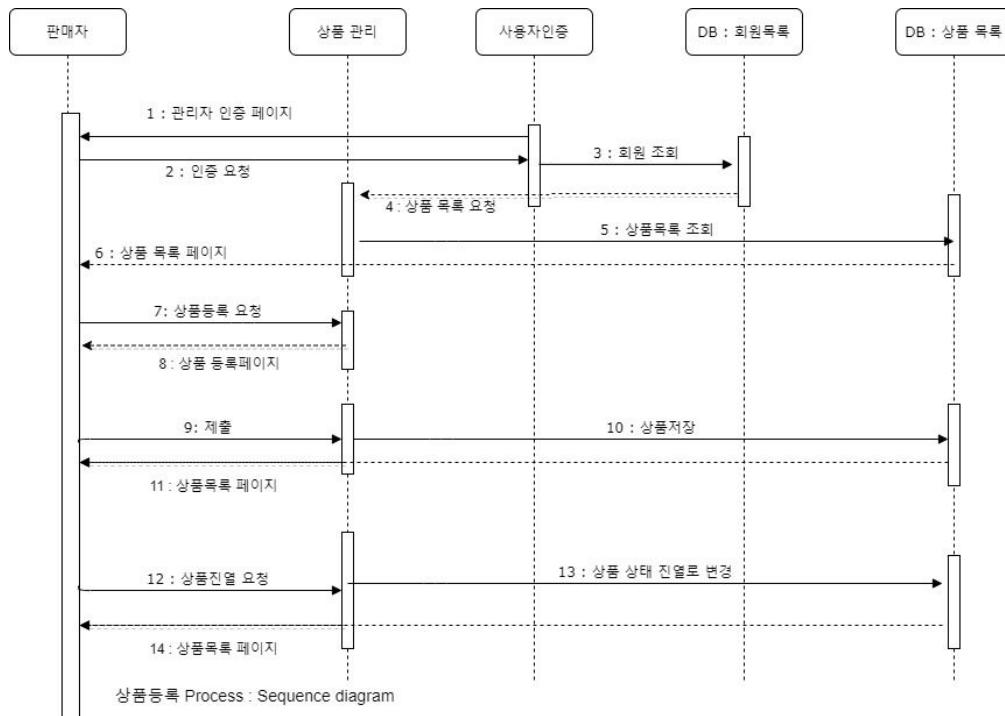 판매자
상품 관리
사용자인증
DB : 회원목록
DB : 상품 목록
1 : 관리자 인증 페이지
2 : 인증 요청
3 : 회원 조회
4 : 상품 목록 요청
5 : 상품목록 조회
6 : 상품 목록 페이지
7: 상품등록 요청
8 : 상품 등록페이지
9: 제출
10 : 상품저장
11 : 상품목록 페이지
12 : 상품진열 요청
13 : 상품 상태 진열로 변경
14 : 상품목록 페이지
상품등록 Process : Sequence diagram